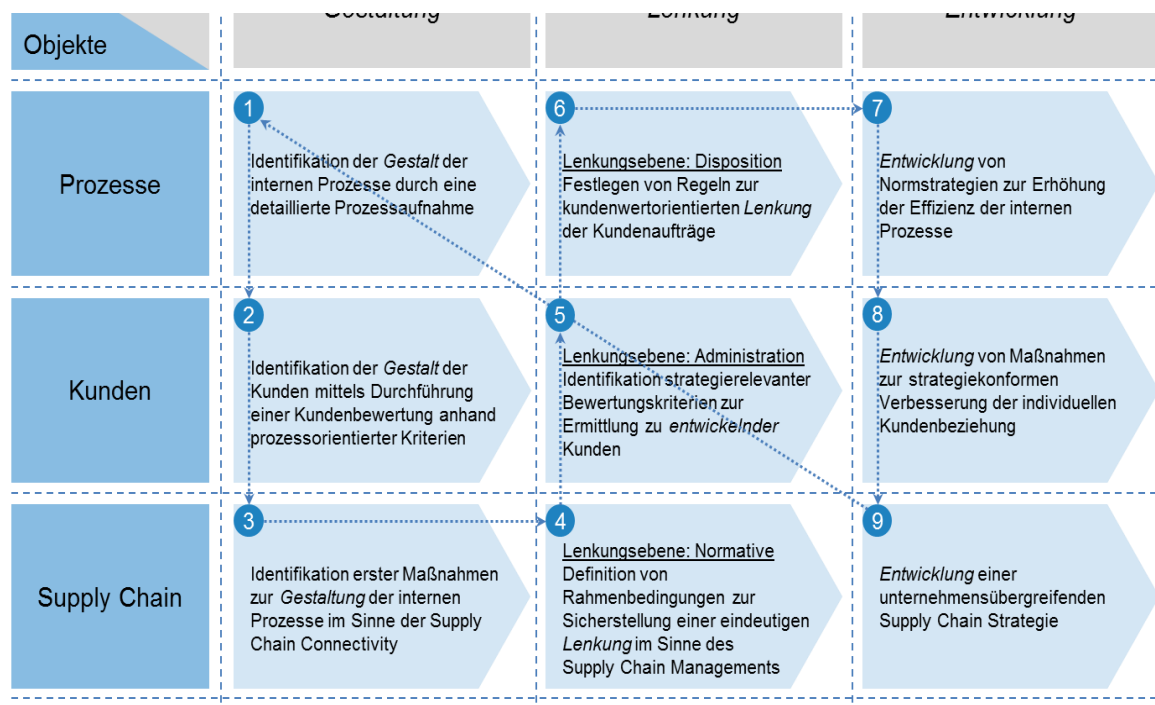 Gestaltung
Lenkung
Entwicklung
Objekte
Prozesse
1
Identifikation der Gestalt der
internen Prozesse durch eine
detaillierte Prozessaufnahme
6
Lenkungsebene: Disposition
Festlegen von Regeln zur
kundenwertorientierten Lenkung
der Kundenaufträge
7
Entwicklung von
Normstrategien zur Erhöhung
der Effizienz der internen
Prozesse
Kunden
2
Identifikation der Gestalt der
Kunden mittels Durchführung
einer Kundenbewertung anhand
prozessorientierter Kriterien
5
Lenkungsebene: Administration
Identifikation strategierelevanter
Bewertungskriterien zur
Ermittlung zu entwickelnder
Kunden
8
Entwicklung von Maßnahmen
zur strategiekonformen
Verbesserung der individuellen
Kundenbeziehung
Supply Chain
3
Identifikation erster Maßnahmen
zur Gestaltung der internen
Prozesse im Sinne der Supply
Chain Connectivity
4
Lenkungsebene: Normative
Definition von
Rahmenbedingungen zur
Sicherstellung einer eindeutigen
Lenkung im Sinne des
Supply Chain Managements
9
Entwicklung einer
unternehmensübergreifenden
Supply Chain Strategie